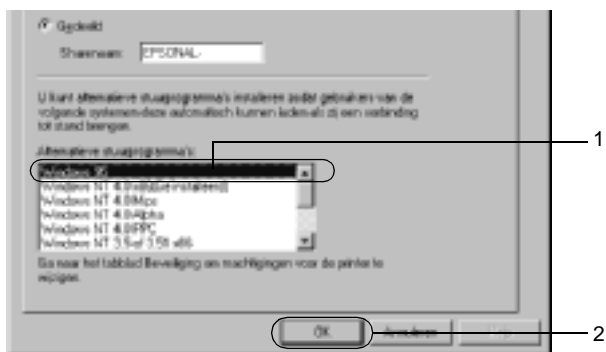 Gedeeld
Sharenaam: EPSONAL-
U kunt alternatieve stuurprogramma's installeren zodat gebruikers van de
volgende systemen deze automatisch kunnen laden als zij een verbinding
tot stand brengen.
Alternatieve stuurprogramma's:
1
Windows 95
Windows NT 4.0 x86 (Geïnstalleerd)
Windows NT 4.0 Mips
Windows NT 4.0 Alpha
Windows NT 4.0 PPC
Windows NT 3.5 of 3.51 x86
Ga naar het tabblad Beveiliging om machtigingen voor de printer te
wijzigen.
OK
Annuleren
2